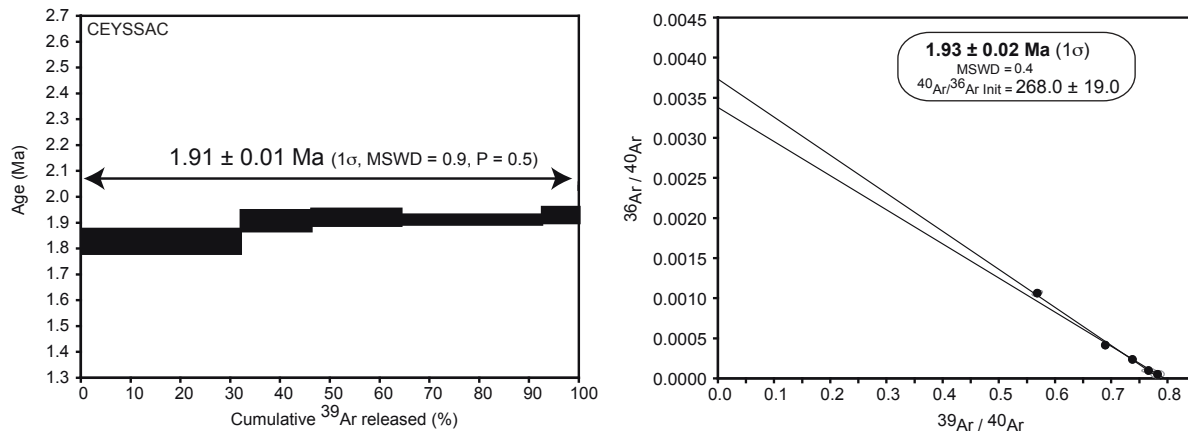 CEYSSAC
2.7
2.6
2.5
2.4
2.3
2.2
2.1
2.0
1.9
1.8
1.7
1.6
1.5
1.4
1.3
Age (Ma)
1.91 ± 0.01 Ma (1σ, MSWD = 0.9, P = 0.5)
0 10 20 30 40 50 60 70 80 90 100
Cumulative ³⁹Ar released (%)
0.0045
0.0040
0.0035
0.0030
0.0025
0.0020
0.0015
0.0010
0.0005
0.0000
³⁶Ar / ⁴⁰Ar
1.93 ± 0.02 Ma (1σ)
MSWD = 0.4
⁴⁰Ar/³⁶Ar Init = 268.0 ± 19.0
0.0 0.1 0.2 0.3 0.4 0.5 0.6 0.7 0.8
³⁹Ar / ⁴⁰Ar